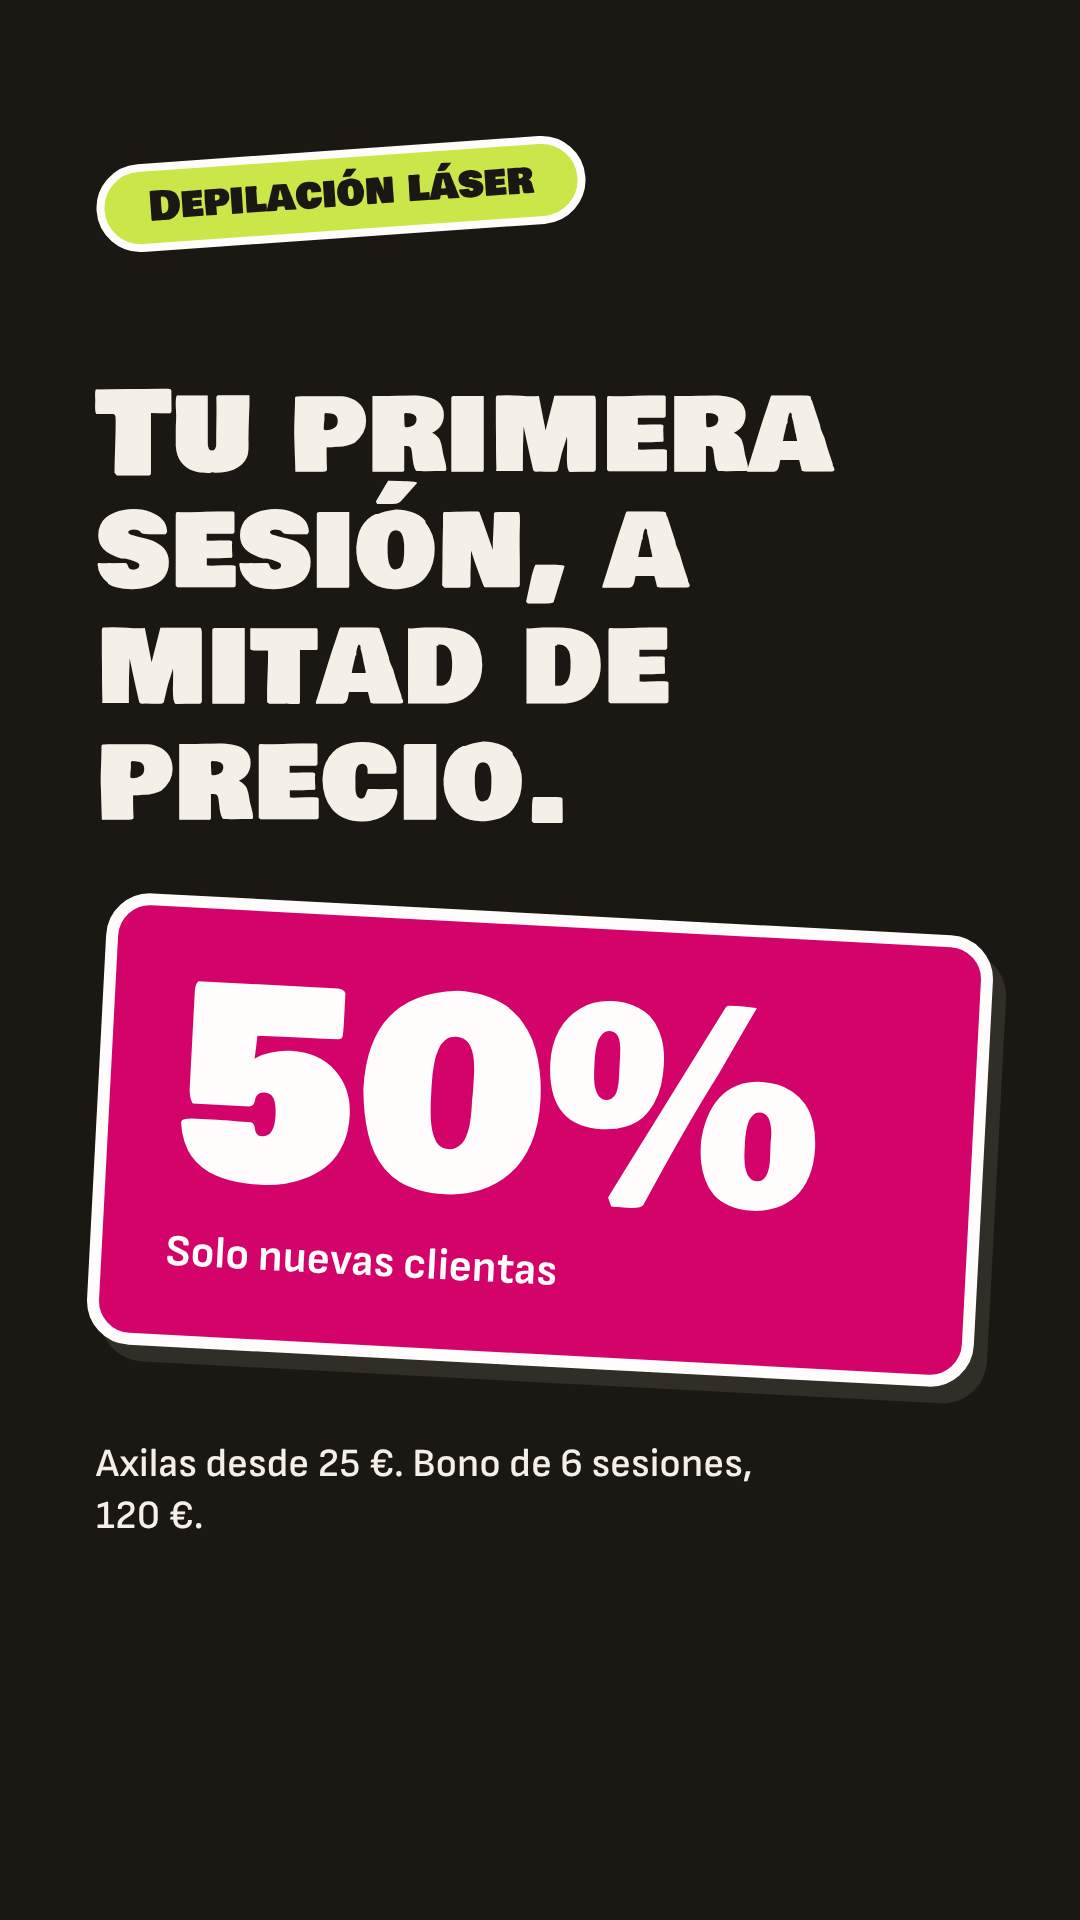 Depilación láser
Tu primera
sesión, a
mitad de
precio.
50%
Solo nuevas clientas
Axilas desde 25 €. Bono de 6 sesiones,
120 €.